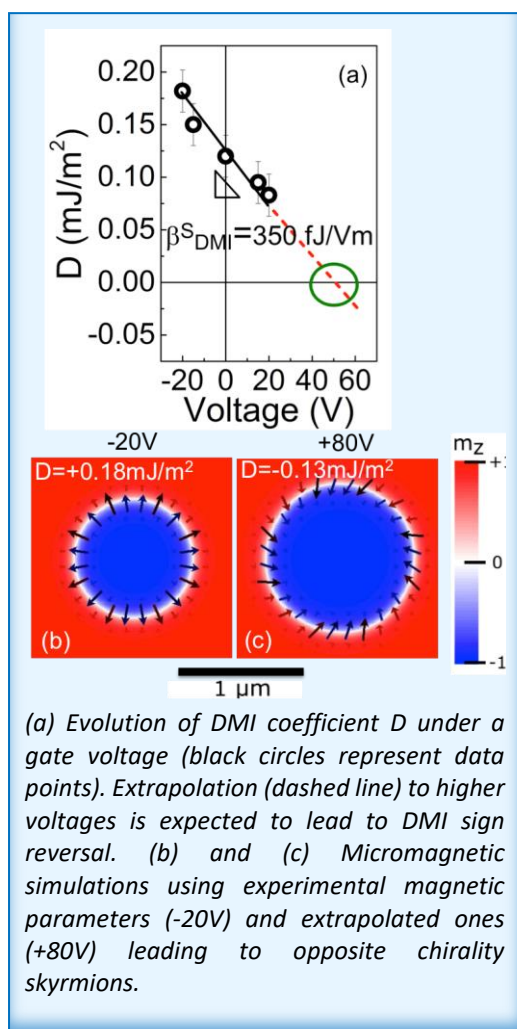 (a)
0.20
0.15
0.10
0.05
0.00
-0.05
D (mJ/m²)
βˢDMI=350 fJ/Vm
-20 0 20 40 60
Voltage (V)
-20V
+80V
D=+0.18mJ/m²
D=-0.13mJ/m²
(b)
(c)
mz
+1
0
-1
1 µm
(a) Evolution of DMI coefficient D under a
gate voltage (black circles represent data
points). Extrapolation (dashed line) to higher
voltages is expected to lead to DMI sign
reversal. (b) and (c) Micromagnetic
simulations using experimental magnetic
parameters (-20V) and extrapolated ones
(+80V) leading to opposite chirality
skyrmions.